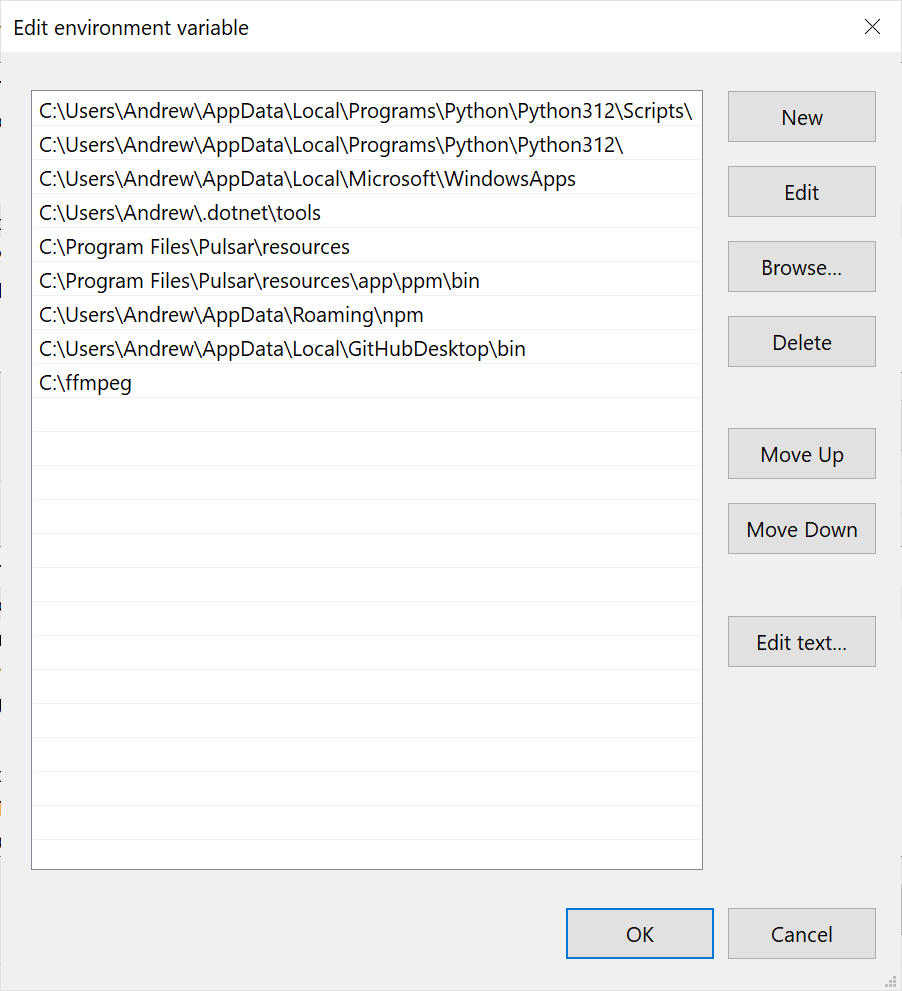 Edit environment variable
C:\Users\Andrew\AppData\Local\Programs\Python\Python312\Scripts\
C:\Users\Andrew\AppData\Local\Programs\Python\Python312\
C:\Users\Andrew\AppData\Local\Microsoft\WindowsApps
C:\Users\Andrew\.dotnet\tools
C:\Program Files\Pulsar\resources
C:\Program Files\Pulsar\resources\app\ppm\bin
C:\Users\Andrew\AppData\Roaming\npm
C:\Users\Andrew\AppData\Local\GitHubDesktop\bin
C:\ffmpeg
New
Edit
Browse...
Delete
Move Up
Move Down
Edit text...
OK
Cancel